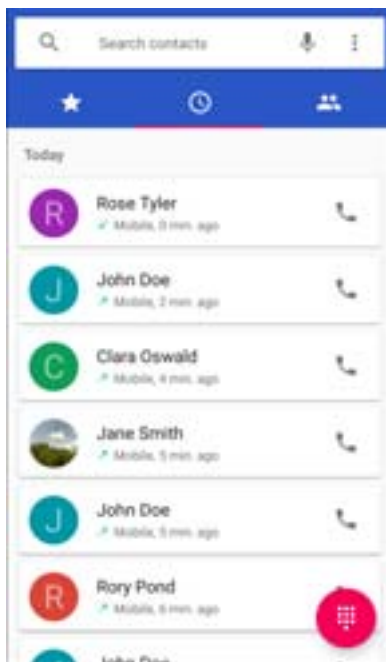 Search contacts
Today
R
Rose Tyler
Mobile, 0 min. ago
J
John Doe
Mobile, 2 min. ago
C
Clara Oswald
Mobile, 4 min. ago
Jane Smith
Mobile, 5 min. ago
J
John Doe
Mobile, 5 min. ago
R
Rory Pond
Mobile, 6 min. ago
John Doe